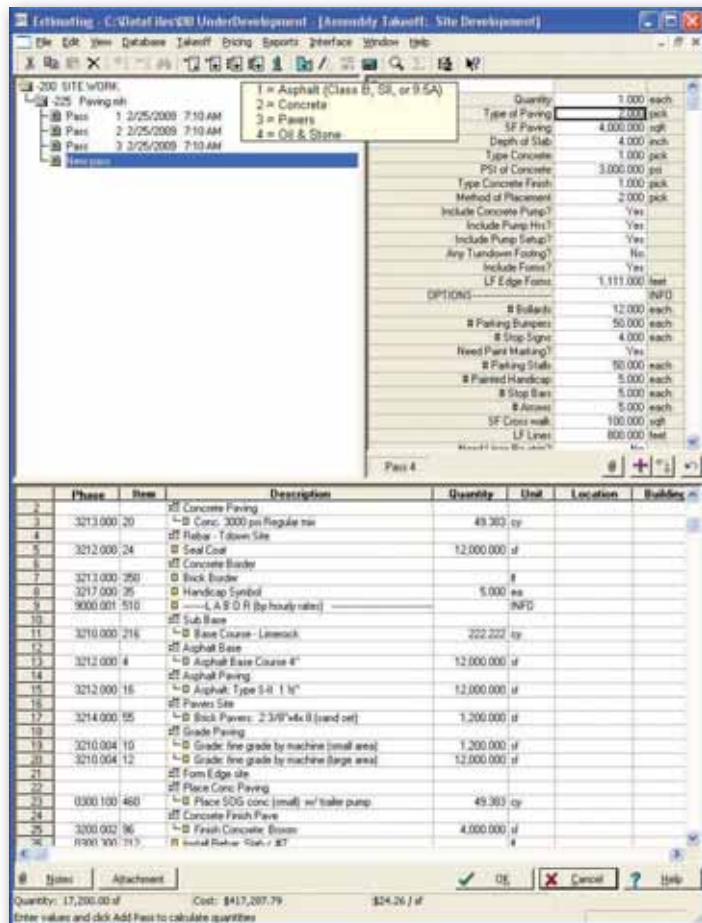 Estimating - C:\DataFiles\DB UnderDevelopment - [Assembly Takeoff: Site Development]
File Edit View Database Takeoff Pricing Reports Interface Window Help
-200 SITE WORK
-225 Paving mh
Pass 1 2/25/2009 7:10 AM
Pass 2 2/25/2009 7:10 AM
Pass 3 2/25/2009 7:10 AM
New pass
1 = Asphalt (Class B, SII, or 9.5A)
2 = Concrete
3 = Pavers
4 = Oil & Stone
Quantity 1.000 each
Type of Paving 2.000 pick
SF Paving 4,000.000 sqft
Depth of Slab 4.000 inch
Type Concrete 1.000 pick
PSI of Concrete 3,000.000 psi
Type Concrete Finish 1.000 pick
Method of Placement 2.000 pick
Include Concrete Pump? Yes
Include Pump Hrs? Yes
Include Pump Setup? Yes
Any Turndown Footing? No
Include Forms? Yes
LF Edge Forms 1,111.000 feet
OPTIONS INFO
# Bollards 12.000 each
# Parking Bumpers 50.000 each
# Stop Signs 4.000 each
Need Paint Marking? Yes
# Parking Stalls 50.000 each
# Painted Handicap 5.000 each
# Stop Bars 5.000 each
# Arrows 5.000 each
SF Cross walk 100.000 sqft
LF Lines 800.000 feet
Pass 4
Phase Item Description Quantity Unit Location Building
2 Concrete Paving
3 3213.000 20 Conc. 3000 psi Regular mix 49.383 cy
4 Rebar - Tdown Site
5 3212.000 24 Seal Coat 12,000.000 sf
6 Concrete Border
7 3213.000 350 Brick Border lf
8 3217.000 35 Handicap Symbol 5.000 ea
9 9000.001 510 ------L A B O R (by hourly rates) ------ INFO
10 Sub Base
11 3210.000 216 Base Course - Limerock 222.222 cy
12 Asphalt Base
13 3212.000 4 Asphalt Base Course 4" 12,000.000 sf
14 Asphalt Paving
15 3212.000 16 Asphalt: Type S-II 1 ½" 12,000.000 sf
16 Pavers Site
17 3214.000 55 Brick Pavers: 2 3/8"x4x 8 (sand set) 1,200.000 sf
18 Grade Paving
19 3210.004 10 Grade: fine grade by machine (small area) 1,200.000 sf
20 3210.004 12 Grade: fine grade by machine (large area) 12,000.000 sf
21 Form Edge site
22 Place Conc Paving
23 0300.100 460 Place SOG conc (small) w/ trailer pump 49.383 cy
24 Concrete Finish Pave
25 3200.002 96 Finish Concrete: Broom 4,000.000 sf
26 0300.300 212 Install Rebar: Slab / #7 lf
Notes Attachment OK Cancel Help
Quantity: 17,200.00 sf Cost: $417,207.79 $24.26 / sf
Enter values and click Add Pass to calculate quantities